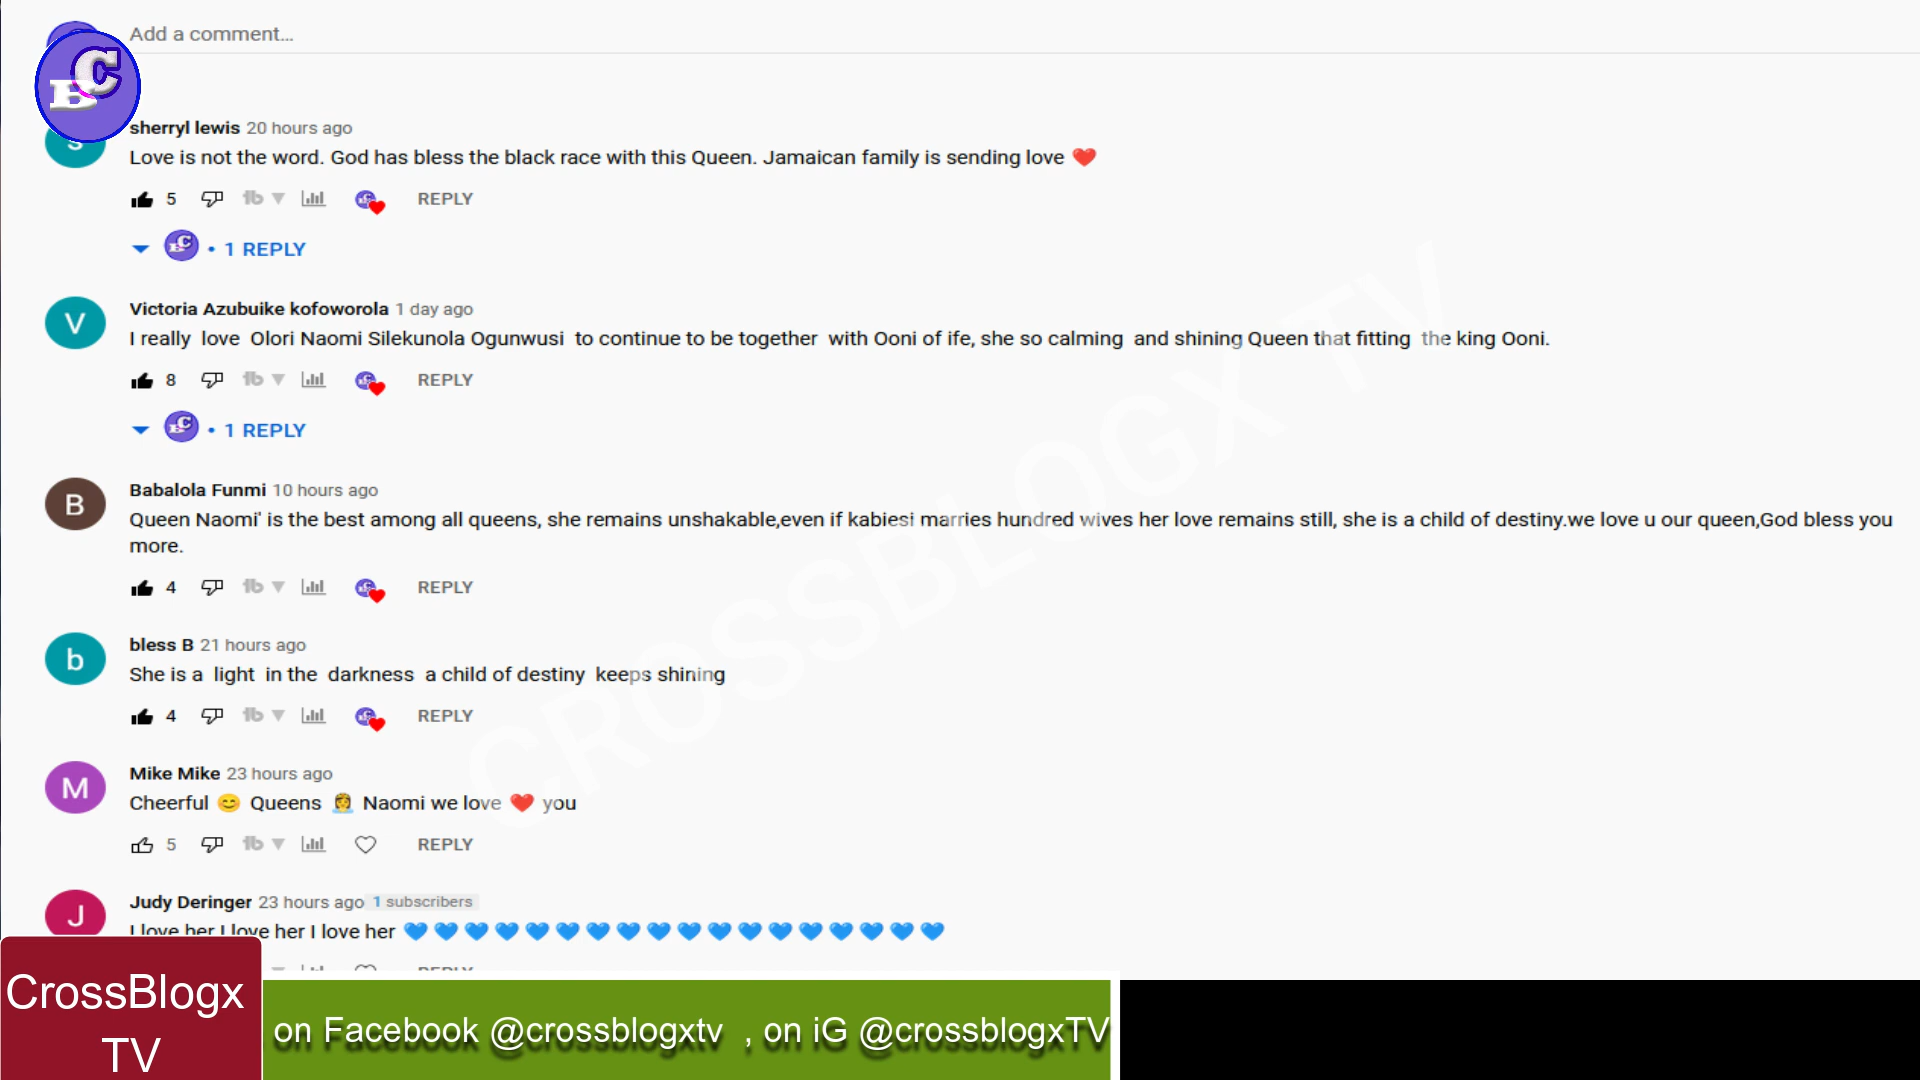 Add a comment...
BC
sherryl lewis 20 hours ago
S
Love is not the word. God has bless the black race with this Queen. Jamaican family is sending love ❤️
5 REPLY
• 1 REPLY
Victoria Azubuike kofoworola 1 day ago
V
I really love Olori Naomi Silekunola Ogunwusi to continue to be together with Ooni of ife, she so calming and shining Queen that fitting the king Ooni.
8 REPLY
• 1 REPLY
Babalola Funmi 10 hours ago
B
Queen Naomi' is the best among all queens, she remains unshakable,even if kabiesi marries hundred wives her love remains still, she is a child of destiny.we love u our queen,God bless you
more.
4 REPLY
bless B 21 hours ago
b
She is a light in the darkness a child of destiny keeps shining
4 REPLY
Mike Mike 23 hours ago
M
Cheerful 😊 Queens 👸 Naomi we love ❤️ you
5 REPLY
Judy Deringer 23 hours ago 1 subscribers
J
I love her I love her I love her 💙💙💙💙💙💙💙💙💙💙💙💙💙💙💙💙💙💙
REPLY
CROSSBLOGX TV
CrossBlogx
TV
on Facebook @crossblogxtv , on iG @crossblogxTV